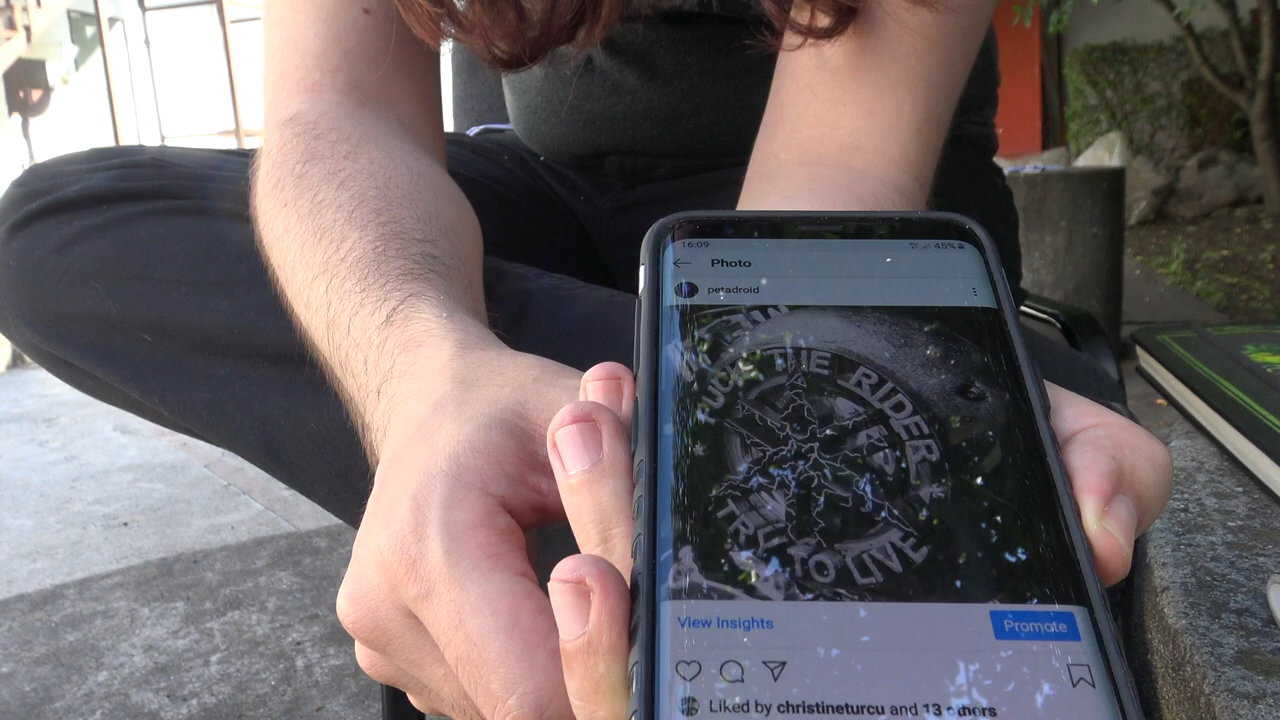 16:09
45%
Photo
petadroid
THE RIDER
TRY TO LIVE
View Insights
Promote
Liked by christineturcu and 13 others